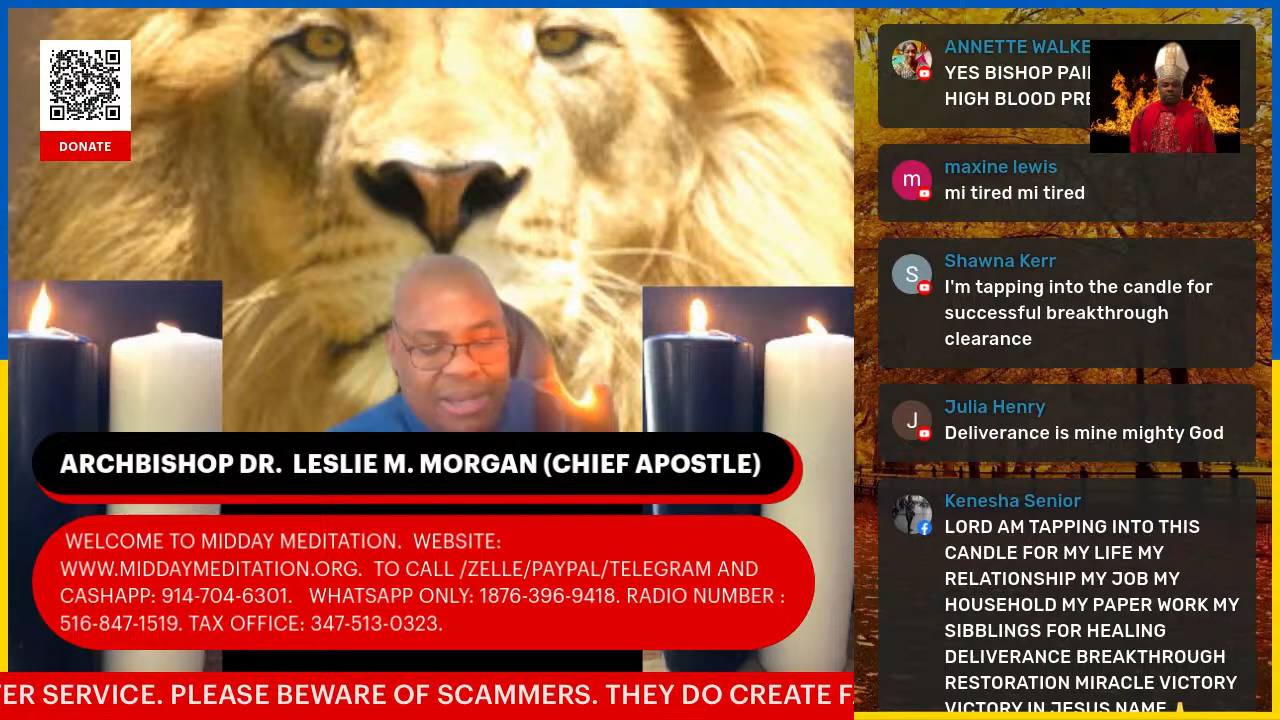 DONATE
ARCHBISHOP DR. LESLIE M. MORGAN (CHIEF APOSTLE)
WELCOME TO MIDDAY MEDITATION. WEBSITE:
WWW.MIDDAYMEDITATION.ORG. TO CALL /ZELLE/PAYPAL/TELEGRAM AND
CASHAPP: 914-704-6301. WHATSAPP ONLY: 1876-396-9418. RADIO NUMBER :
516-847-1519. TAX OFFICE: 347-513-0323.
SERVICE. PLEASE BEWARE OF SCAMMERS. THEY DO CREATE
ANNETTE
YES BISHOP
HIGH BLOOD
m
maxine lewis
mi tired mi tired
S
Shawna Kerr
I'm tapping into the candle for
successful breakthrough
clearance
J
Julia Henry
Deliverance is mine mighty God
Kenesha Senior
LORD AM TAPPING INTO THIS
CANDLE FOR MY LIFE MY
RELATIONSHIP MY JOB MY
HOUSEHOLD MY PAPER WORK MY
SIBBLINGS FOR HEALING
DELIVERANCE BREAKTHROUGH
RESTORATION MIRACLE VICTORY
VICTORY IN JESUS NAME